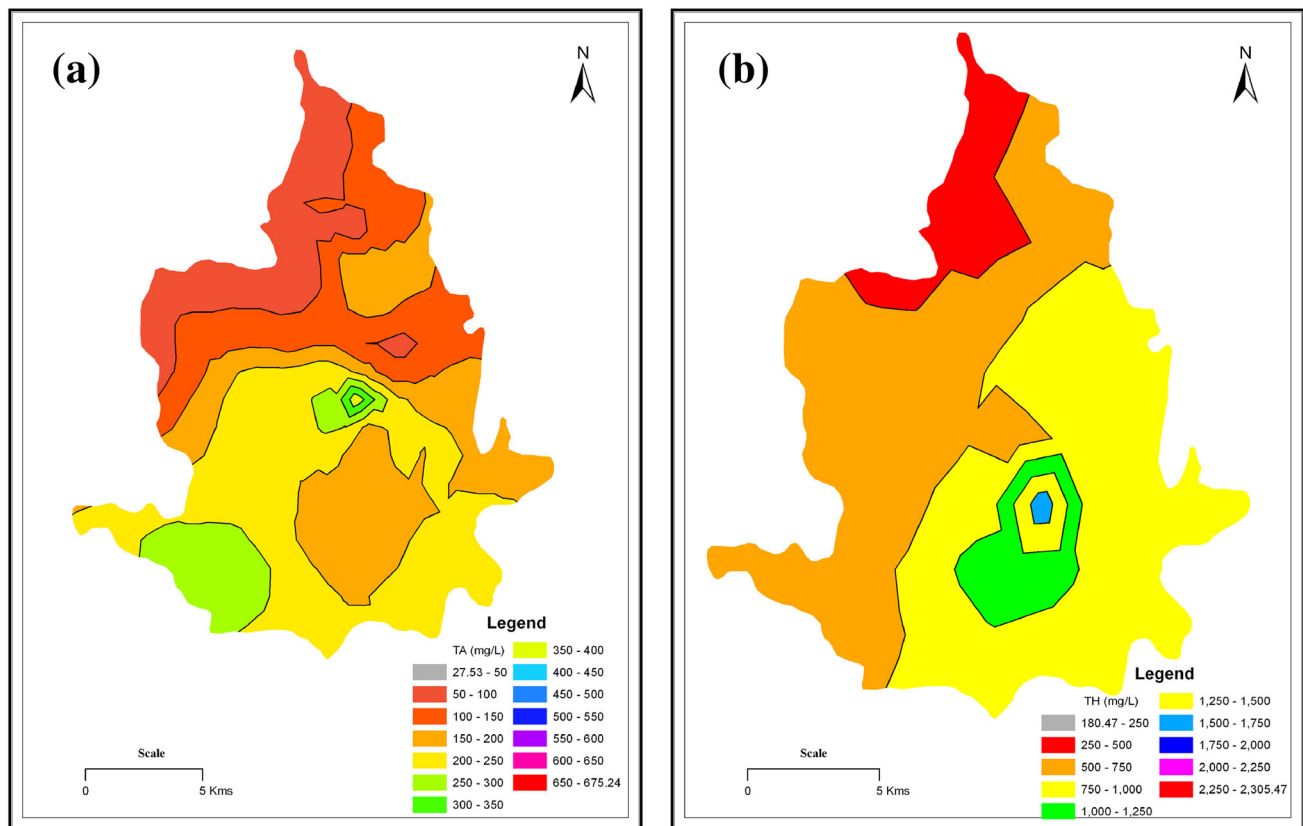 (a)
N
Legend
TA (mg/L)
27.53 - 50
50 - 100
100 - 150
150 - 200
200 - 250
250 - 300
300 - 350
350 - 400
400 - 450
450 - 500
500 - 550
550 - 600
600 - 650
650 - 675.24
Scale
0 5 Kms
(b)
N
Legend
TH (mg/L)
180.47 - 250
250 - 500
500 - 750
750 - 1,000
1,000 - 1,250
1,250 - 1,500
1,500 - 1,750
1,750 - 2,000
2,000 - 2,250
2,250 - 2,305.47
Scale
0 5 Kms